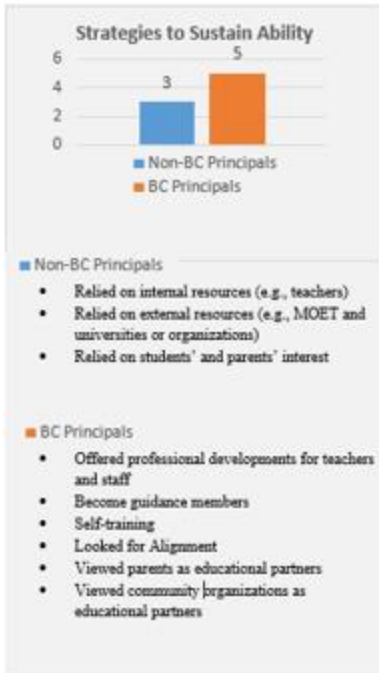 Strategies to Sustain Ability
6
5
4
3
2
0
Non-BC Principals
BC Principals
Non-BC Principals
• Relied on internal resources (e.g., teachers)
• Relied on external resources (e.g., MOET and
universities or organizations)
• Relied on students' and parents' interest
BC Principals
• Offered professional developments for teachers
and staff
• Become guidance members
• Self-training
• Looked for Alignment
• Viewed parents as educational partners
• Viewed community organizations as
educational partners